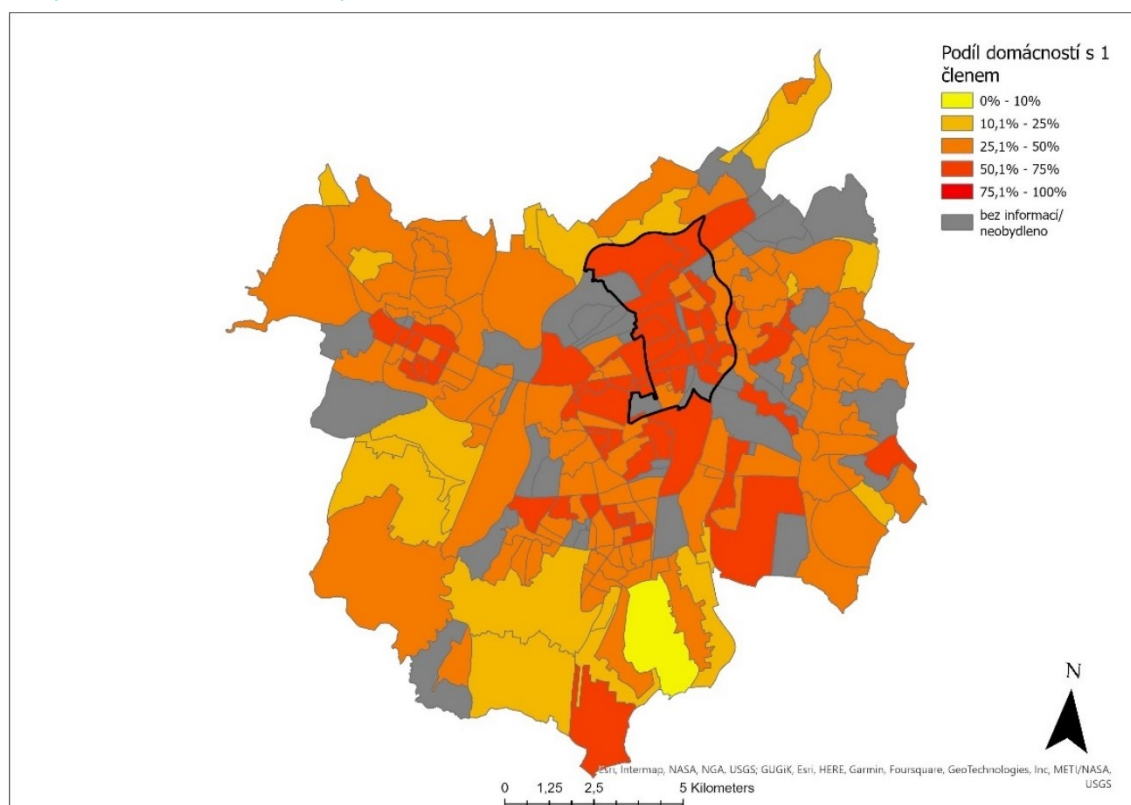 Podíl domácností s 1
členem
0% - 10%
10,1% - 25%
25,1% - 50%
50,1% - 75%
75,1% - 100%
bez informací/
neobydleno
N
Esri, Intermap, NASA, NGA, USGS; GUGiK, Esri, HERE, Garmin, Foursquare, GeoTechnologies, Inc, METI/NASA,
USGS
0 1,25 2,5 5 Kilometers